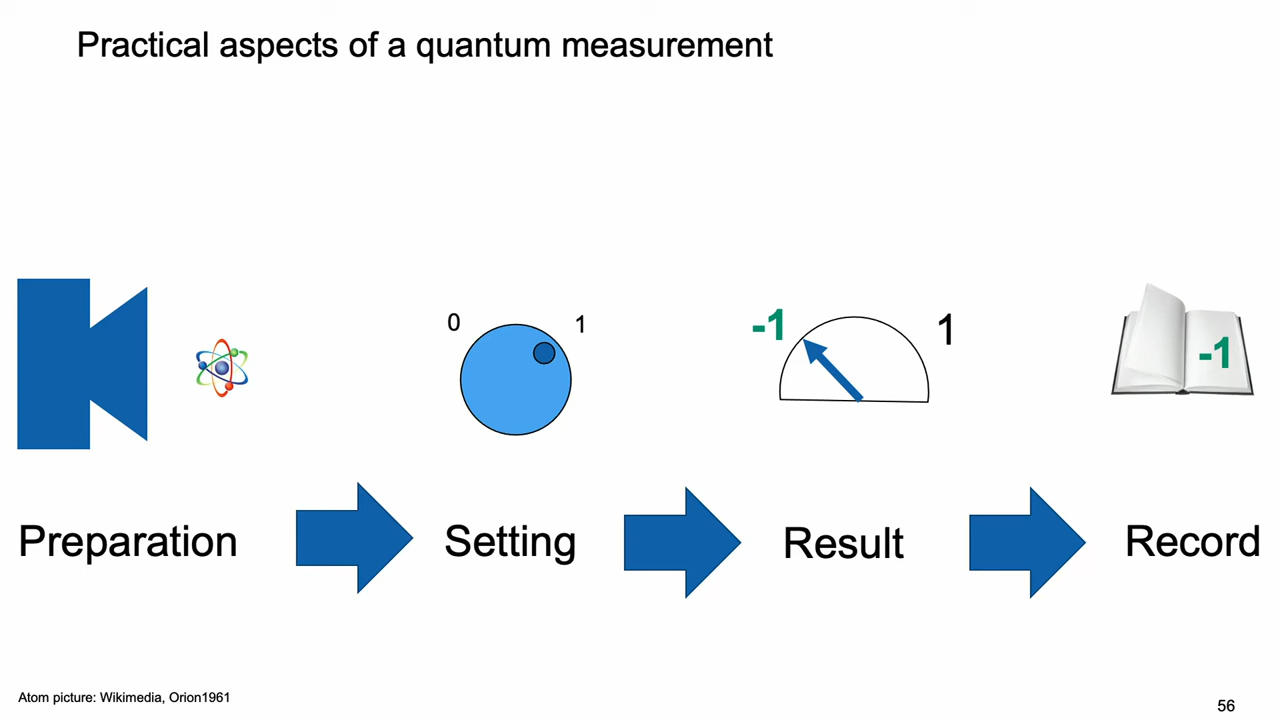 Practical aspects of a quantum measurement
0
1
-1
1
-1
Preparation
Setting
Result
Record
Atom picture: Wikimedia, Orion1961
56